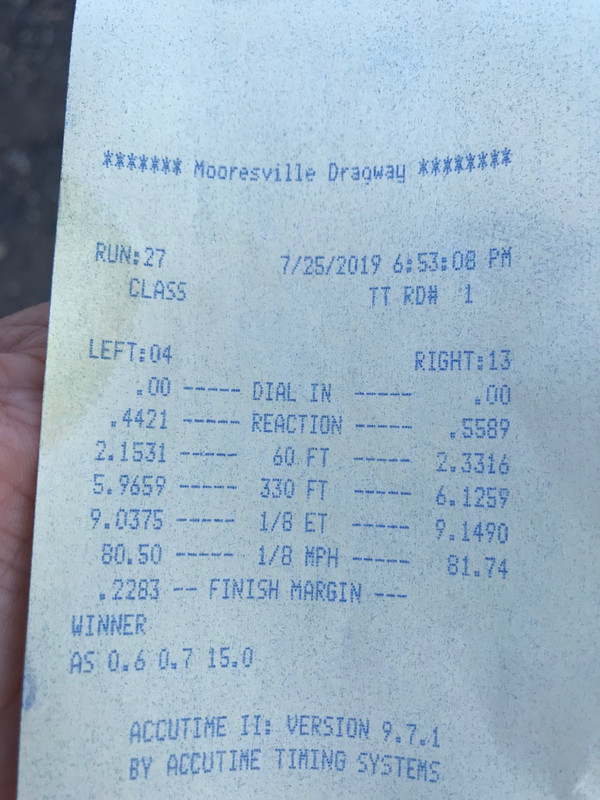 ******* Mooresville Dragway ********
RUN:27 7/25/2019 6:53:08 PM
CLASS TT RD# 1
LEFT:04 RIGHT:13
.00 ----- DIAL IN ----- .00
.4421 ----- REACTION ----- .5589
2.1531 ----- 60 FT ----- 2.3316
5.9659 ----- 330 FT ----- 6.1259
9.0375 ----- 1/8 ET ----- 9.1490
80.50 ----- 1/8 MPH ----- 81.74
.2283 -- FINISH MARGIN ---
WINNER
AS 0.6 0.7 15.0
ACCUTIME II: VERSION 9.7.1
BY ACCUTIME TIMING SYSTEMS